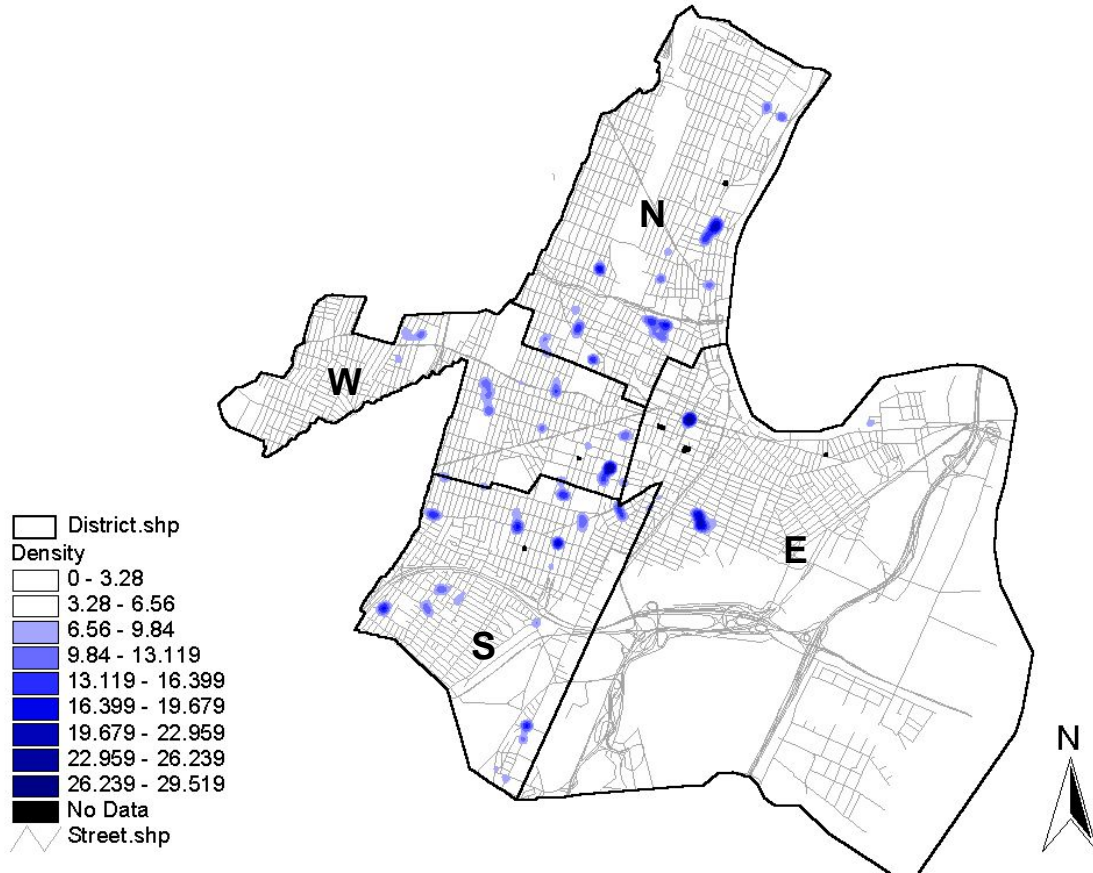 N
W
E
S
District.shp
Density
0 - 3.28
3.28 - 6.56
6.56 - 9.84
9.84 - 13.119
13.119 - 16.399
16.399 - 19.679
19.679 - 22.959
22.959 - 26.239
26.239 - 29.519
No Data
Street.shp
N